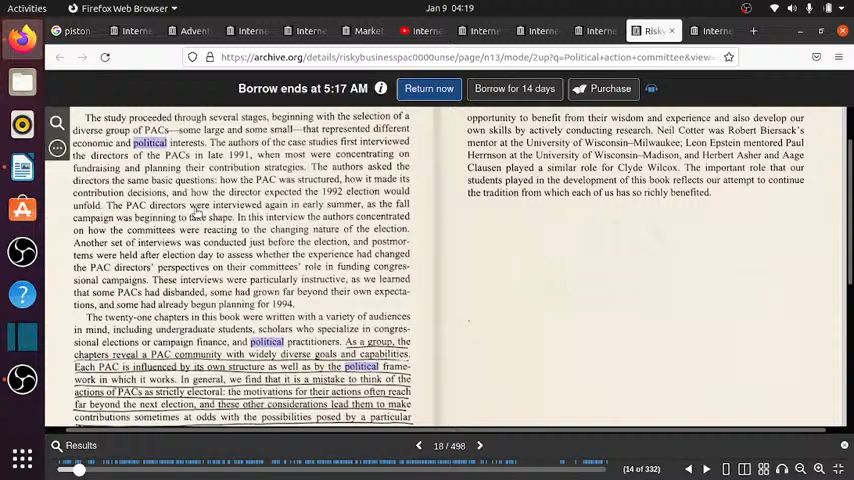 Activities
Firefox Web Browser
Jan 9 04:19
piston
Intern
Advent
Intern
Intern
Market
Intern
Intern
Intern
Risky
Intern
https://archive.org/details/riskybusinesspac0000unse/page/n13/mode/2up?q=Political+action+committee&view=
Borrow ends at 5:17 AM
Return now
Borrow for 14 days
Purchase
The study proceeded through several stages, beginning with the selection of a
diverse group of PACs—some large and some small—that represented different
economic and political interests. The authors of the case studies first interviewed
the directors of the PACs in late 1991, when most were concentrating on
fundraising and planning their contribution strategies. The authors asked the
directors the same basic questions: how the PAC was structured, how it made its
contribution decisions, and how the director expected the 1992 election would
unfold. The PAC directors were interviewed again in early summer, as the fall
campaign was beginning to take shape. In this interview the authors concentrated
on how the committees were reacting to the changing nature of the election.
Another set of interviews was conducted just before the election, and postmor-
tems were held after election day to assess whether the experience had changed
the PAC directors' perspectives on their committees' role in funding congres-
sional campaigns. These interviews were particularly instructive, as we learned
that some PACs had disbanded, some had grown far beyond their own expecta-
tions, and some had already begun planning for 1994.
The twenty-one chapters in this book were written with a variety of audiences
in mind, including undergraduate students, scholars who specialize in congres-
sional elections or campaign finance, and political practitioners. As a group, the
chapters reveal a PAC community with widely diverse goals and capabilities.
Each PAC is influenced by its own structure as well as by the political frame-
work in which it works. In general, we find that it is a mistake to think of the
actions of PACs as strictly electoral: the motivations for their actions often reach
far beyond the next election, and these other considerations lead them to make
contributions sometimes at odds with the possibilities posed by a particular
opportunity to benefit from their wisdom and experience and also develop our
own skills by actively conducting research. Neil Cotter was Robert Biersack's
mentor at the University of Wisconsin–Milwaukee; Leon Epstein mentored Paul
Herrnson at the University of Wisconsin–Madison, and Herbert Asher and Aage
Clausen played a similar role for Clyde Wilcox. The important role that our
students played in the development of this book reflects our attempt to continue
the tradition from which each of us has so richly benefited.
Results
18 / 498
(14 of 332)